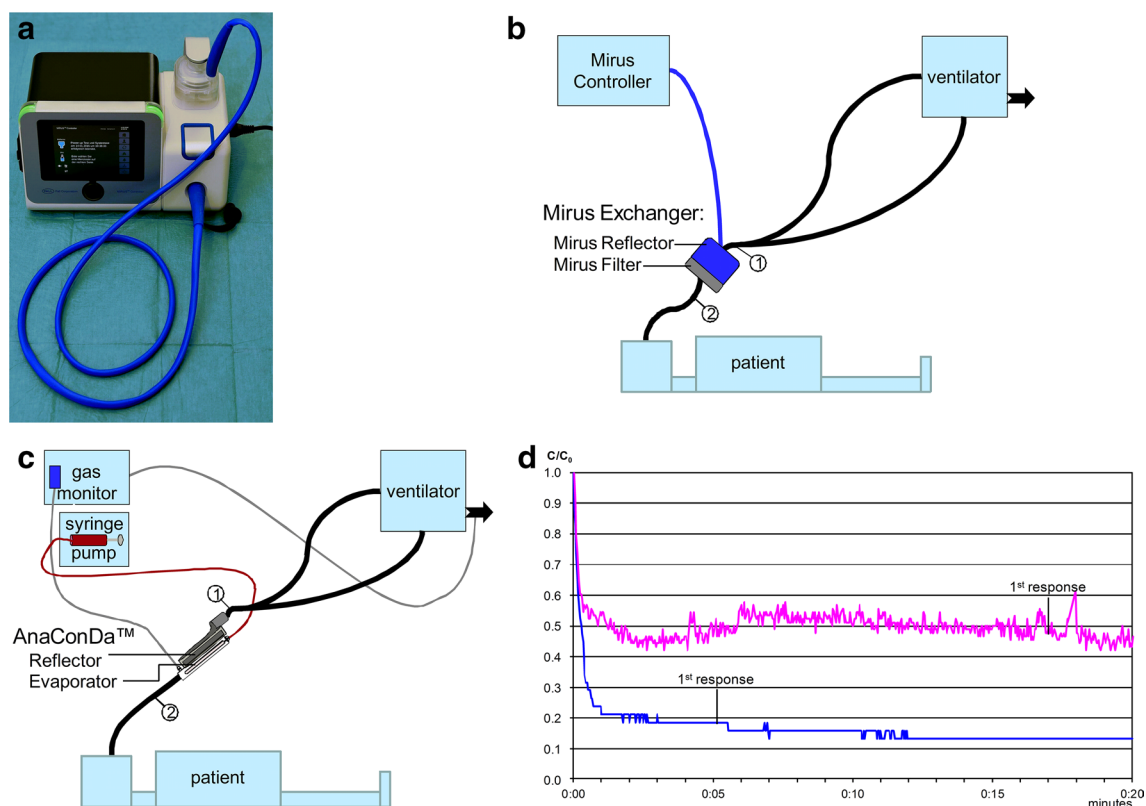 a
b
Mirus
Controller
ventilator
Mirus Exchanger:
Mirus Reflector
Mirus Filter
1
2
patient
c
gas
monitor
syringe
pump
ventilator
1
AnaConDa™
Reflector
Evaporator
2
patient
d
C/C₀
1.0
0.9
0.8
0.7
0.6
0.5
0.4
0.3
0.2
0.1
0.0
1st response
1st response
0:00
0:05
0:10
0:15
0:20
minutes